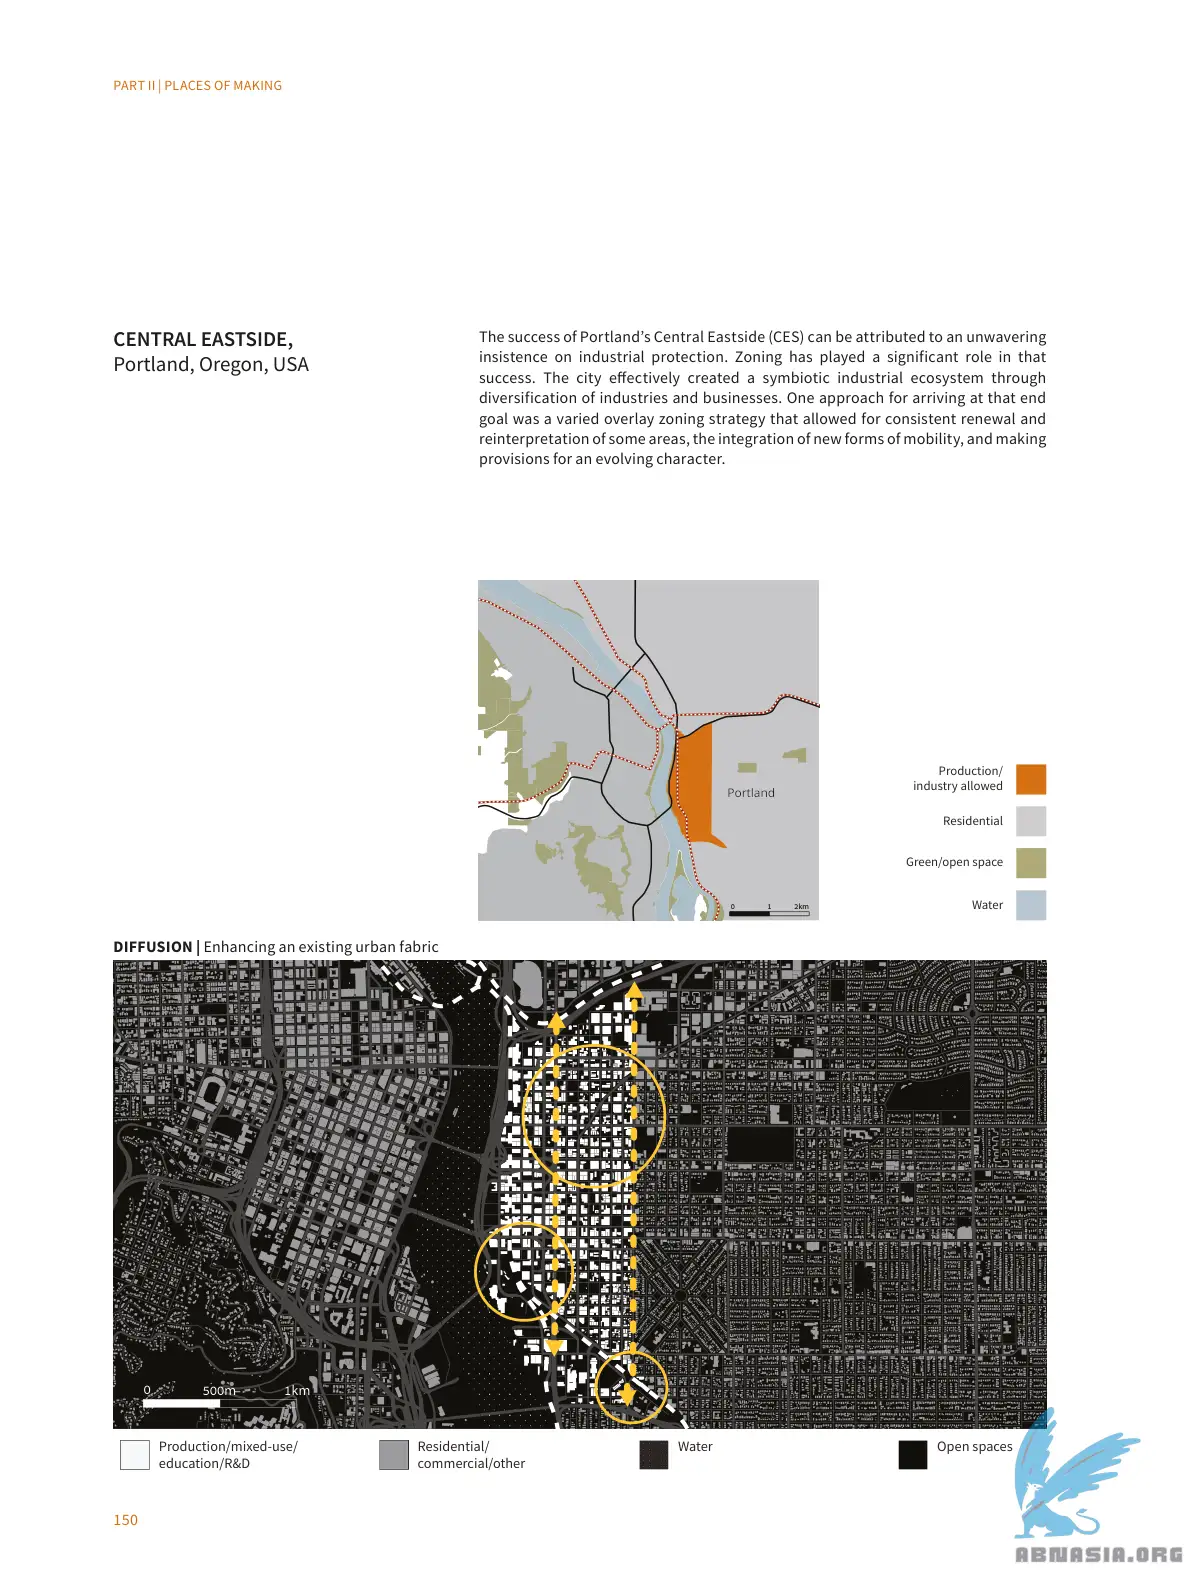 PART II | PLACES OF MAKING
CENTRAL EASTSIDE,
Portland, Oregon, USA
The success of Portland's Central Eastside (CES) can be attributed to an unwavering
insistence on industrial protection. Zoning has played a significant role in that
success. The city effectively created a symbiotic industrial ecosystem through
diversification of industries and businesses. One approach for arriving at that end
goal was a varied overlay zoning strategy that allowed for consistent renewal and
reinterpretation of some areas, the integration of new forms of mobility, and making
provisions for an evolving character.
Portland
0 1 2km
Production/
industry allowed
Residential
Green/open space
Water
DIFFUSION | Enhancing an existing urban fabric
0 500m 1km
Production/mixed-use/
education/R&D
Residential/
commercial/other
Water
Open spaces
150
ABNASIA.ORG